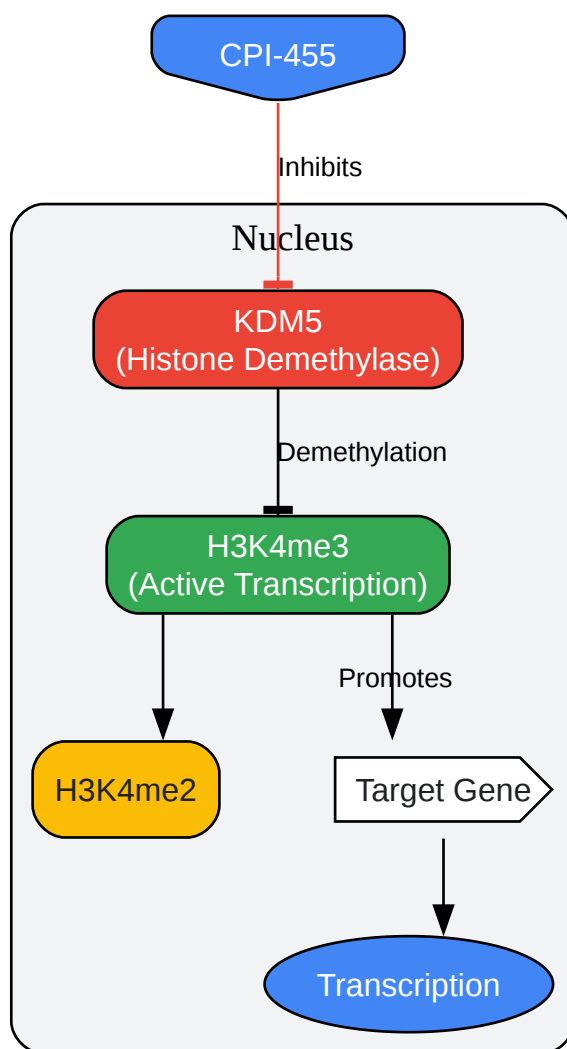 CPI-455
Inhibits
Nucleus
KDM5
(Histone Demethylase)
Demethylation
H3K4me3
(Active Transcription)
Promotes
H3K4me2
Target Gene
Transcription